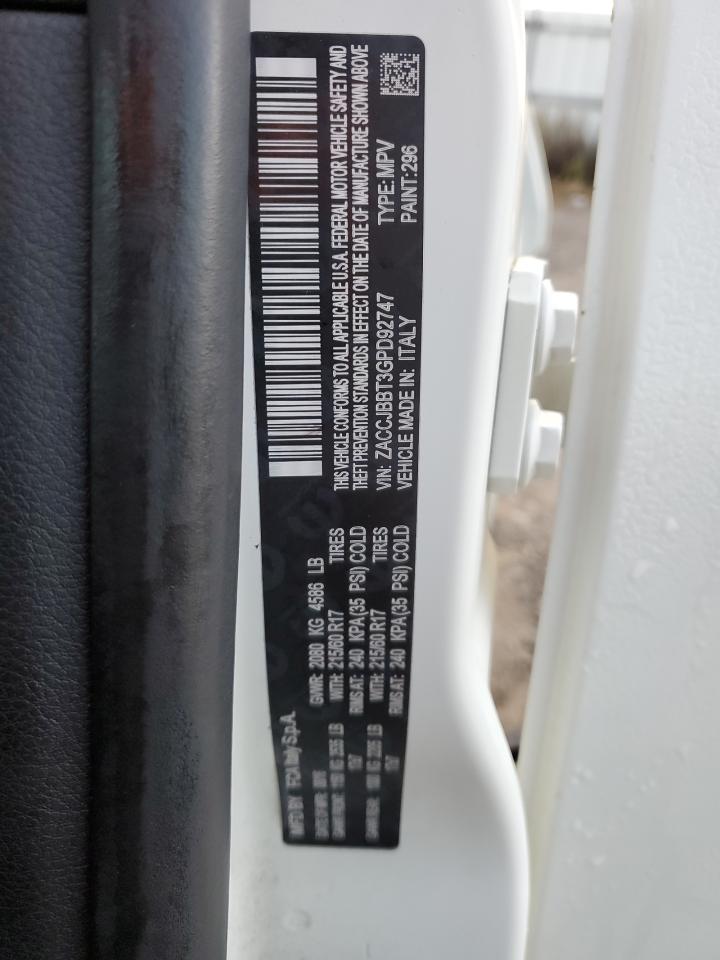 MFD BY FCA Italy S.p.A.
GVWR: 2080 KG 4586 LB
WITH: 215/60 R17 TIRES
RIMS AT: 240 KPA(35 PSI) COLD
WITH: 215/60 R17 TIRES
RIMS AT: 240 KPA(35 PSI) COLD
THIS VEHICLE CONFORMS TO ALL APPLICABLE U.S.A. FEDERAL MOTOR VEHICLE SAFETY AND
THEFT PREVENTION STANDARDS IN EFFECT ON THE DATE OF MANUFACTURE SHOWN ABOVE
VIN: ZACCJBBT3GPD92747 TYPE: MPV
VEHICLE MADE IN: ITALY PAINT: 296